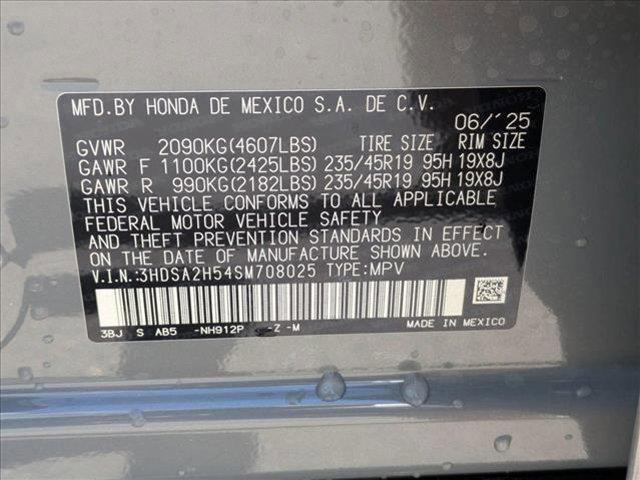 MFD.BY HONDA DE MEXICO S.A. DE C.V.
06/´25
GVWR 2090KG(4607LBS) TIRE SIZE RIM SIZE
GAWR F 1100KG(2425LBS) 235/45R19 95H 19X8J
GAWR R 990KG(2182LBS) 235/45R19 95H 19X8J
THIS VEHICLE CONFORMS TO ALL APPLICABLE
FEDERAL MOTOR VEHICLE SAFETY
AND THEFT PREVENTION STANDARDS IN EFFECT
ON THE DATE OF MANUFACTURE SHOWN ABOVE.
V.I.N.:3HDSA2H54SM708025 TYPE:MPV
3BJ S AB5 -NH912P -Z -M
MADE IN MEXICO